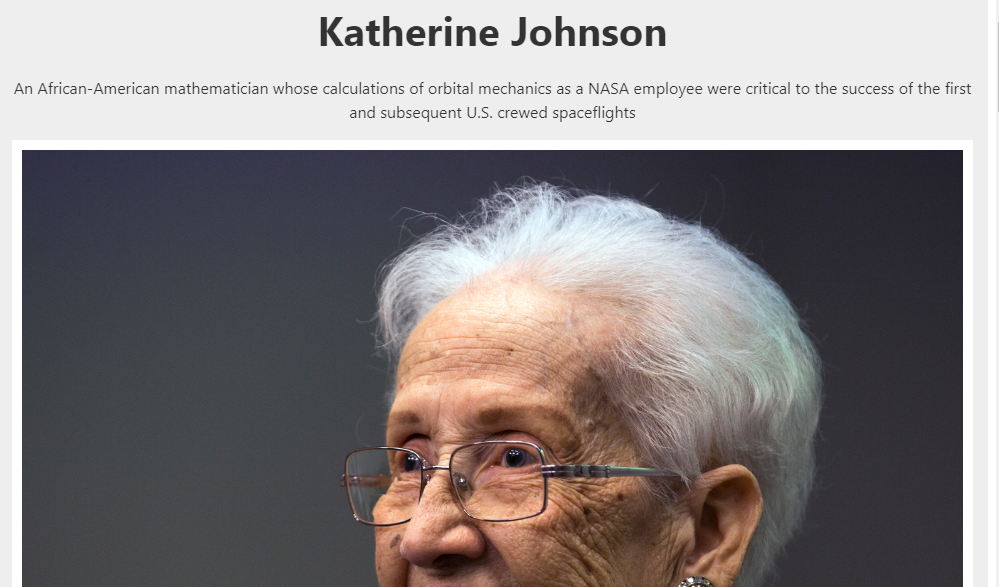 Katherine Johnson
An African-American mathematician whose calculations of orbital mechanics as a NASA employee were critical to the success of the first
and subsequent U.S. crewed spaceflights